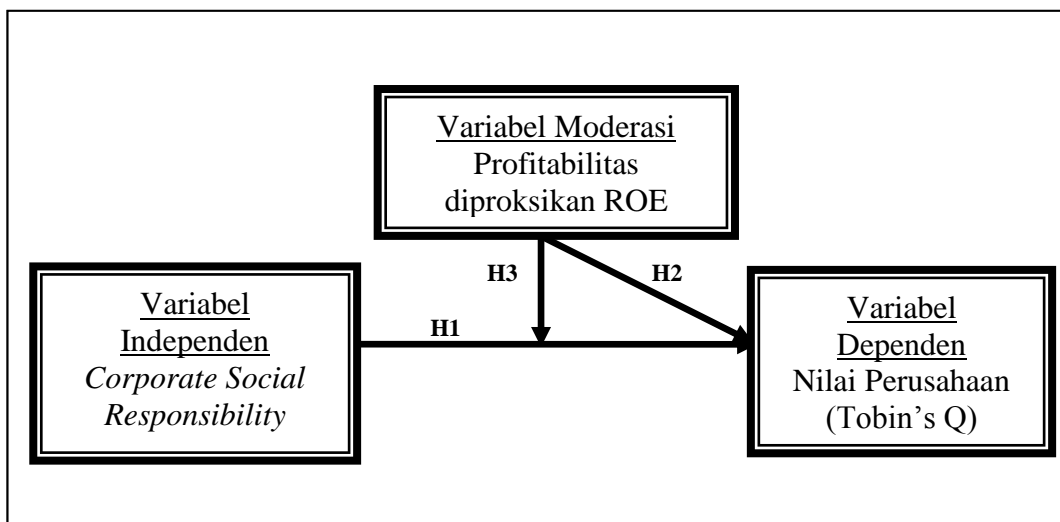 Variabel Moderasi
Profitabilitas
diproksikan ROE
H3
H2
Variabel
Independen
Corporate Social
Responsibility
H1
Variabel
Dependen
Nilai Perusahaan
(Tobin’s Q)